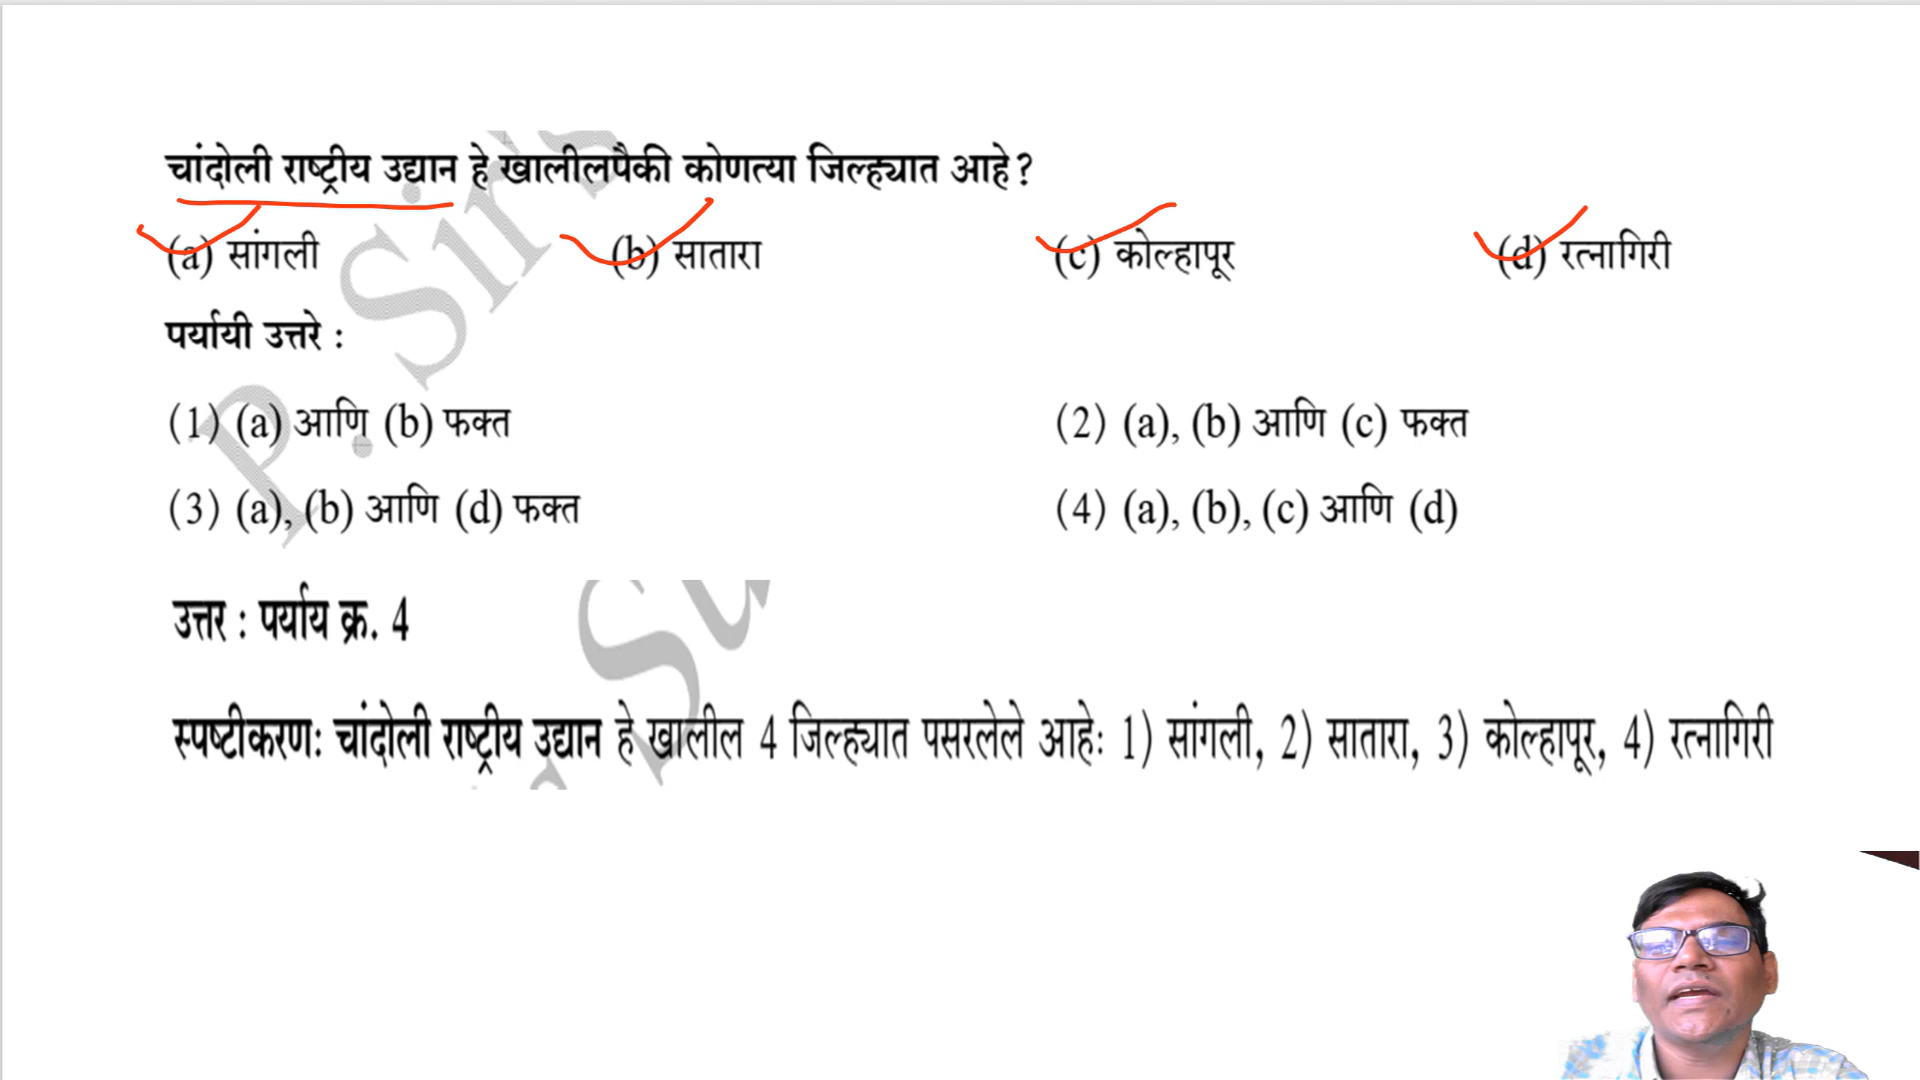 चांदोली राष्ट्रीय उद्यान हे खालीलपैकी कोणत्या जिल्ह्यात आहे?
(a) सांगली (b) सातारा (c) कोल्हापूर (d) रत्नागिरी
पर्यायी उत्तरे :
(1) (a) आणि (b) फक्त (2) (a), (b) आणि (c) फक्त
(3) (a), (b) आणि (d) फक्त (4) (a), (b), (c) आणि (d)
उत्तर : पर्याय क्र. 4
स्पष्टीकरण: चांदोली राष्ट्रीय उद्यान हे खालील 4 जिल्ह्यात पसरलेले आहे: 1) सांगली, 2) सातारा, 3) कोल्हापूर, 4) रत्नागिरी
P. Sir's